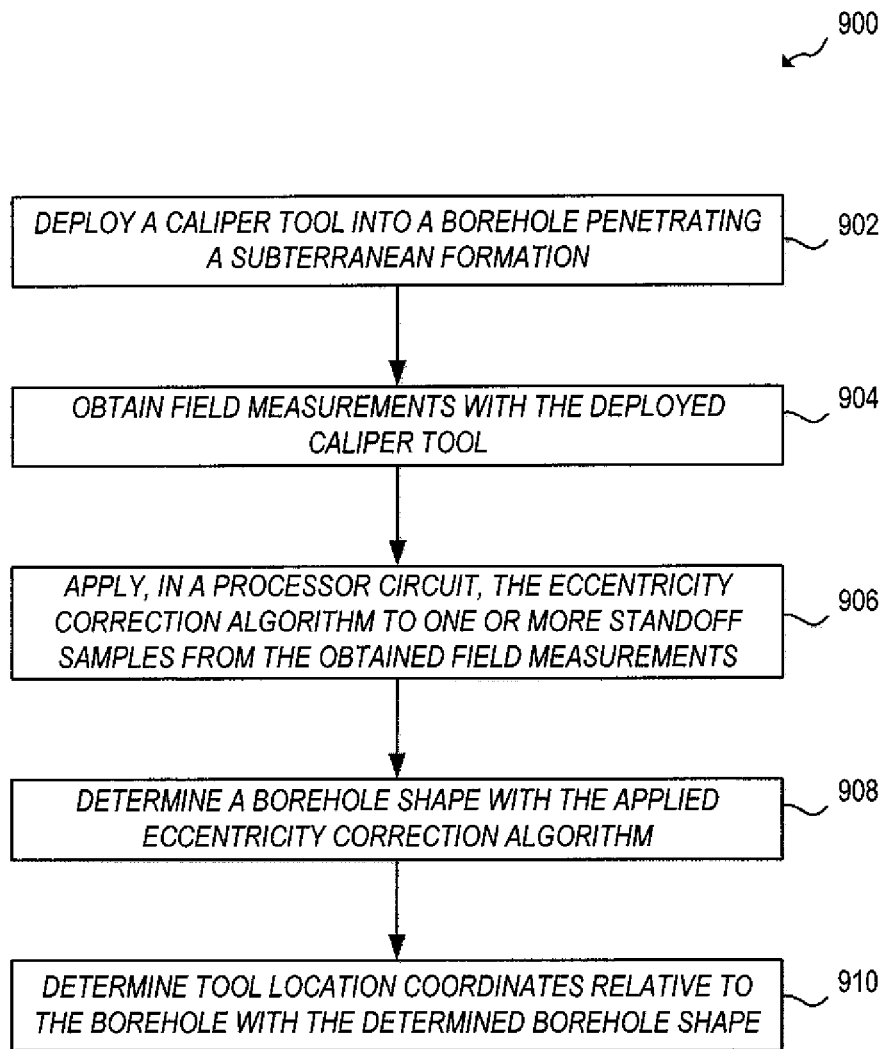 900
DEPLOY A CALIPER TOOL INTO A BOREHOLE PENETRATING
A SUBTERRANEAN FORMATION
902
OBTAIN FIELD MEASUREMENTS WITH THE DEPLOYED
CALIPER TOOL
904
APPLY, IN A PROCESSOR CIRCUIT, THE ECCENTRICITY
CORRECTION ALGORITHM TO ONE OR MORE STANDOFF
SAMPLES FROM THE OBTAINED FIELD MEASUREMENTS
906
DETERMINE A BOREHOLE SHAPE WITH THE APPLIED
ECCENTRICITY CORRECTION ALGORITHM
908
DETERMINE TOOL LOCATION COORDINATES RELATIVE TO
THE BOREHOLE WITH THE DETERMINED BOREHOLE SHAPE
910